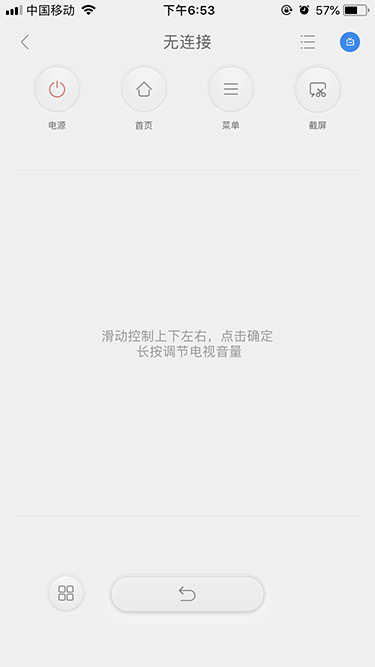 中国移动
下午6:53
57%
无连接
电源
首页
菜单
截屏
滑动控制上下左右，点击确定
长按调节电视音量